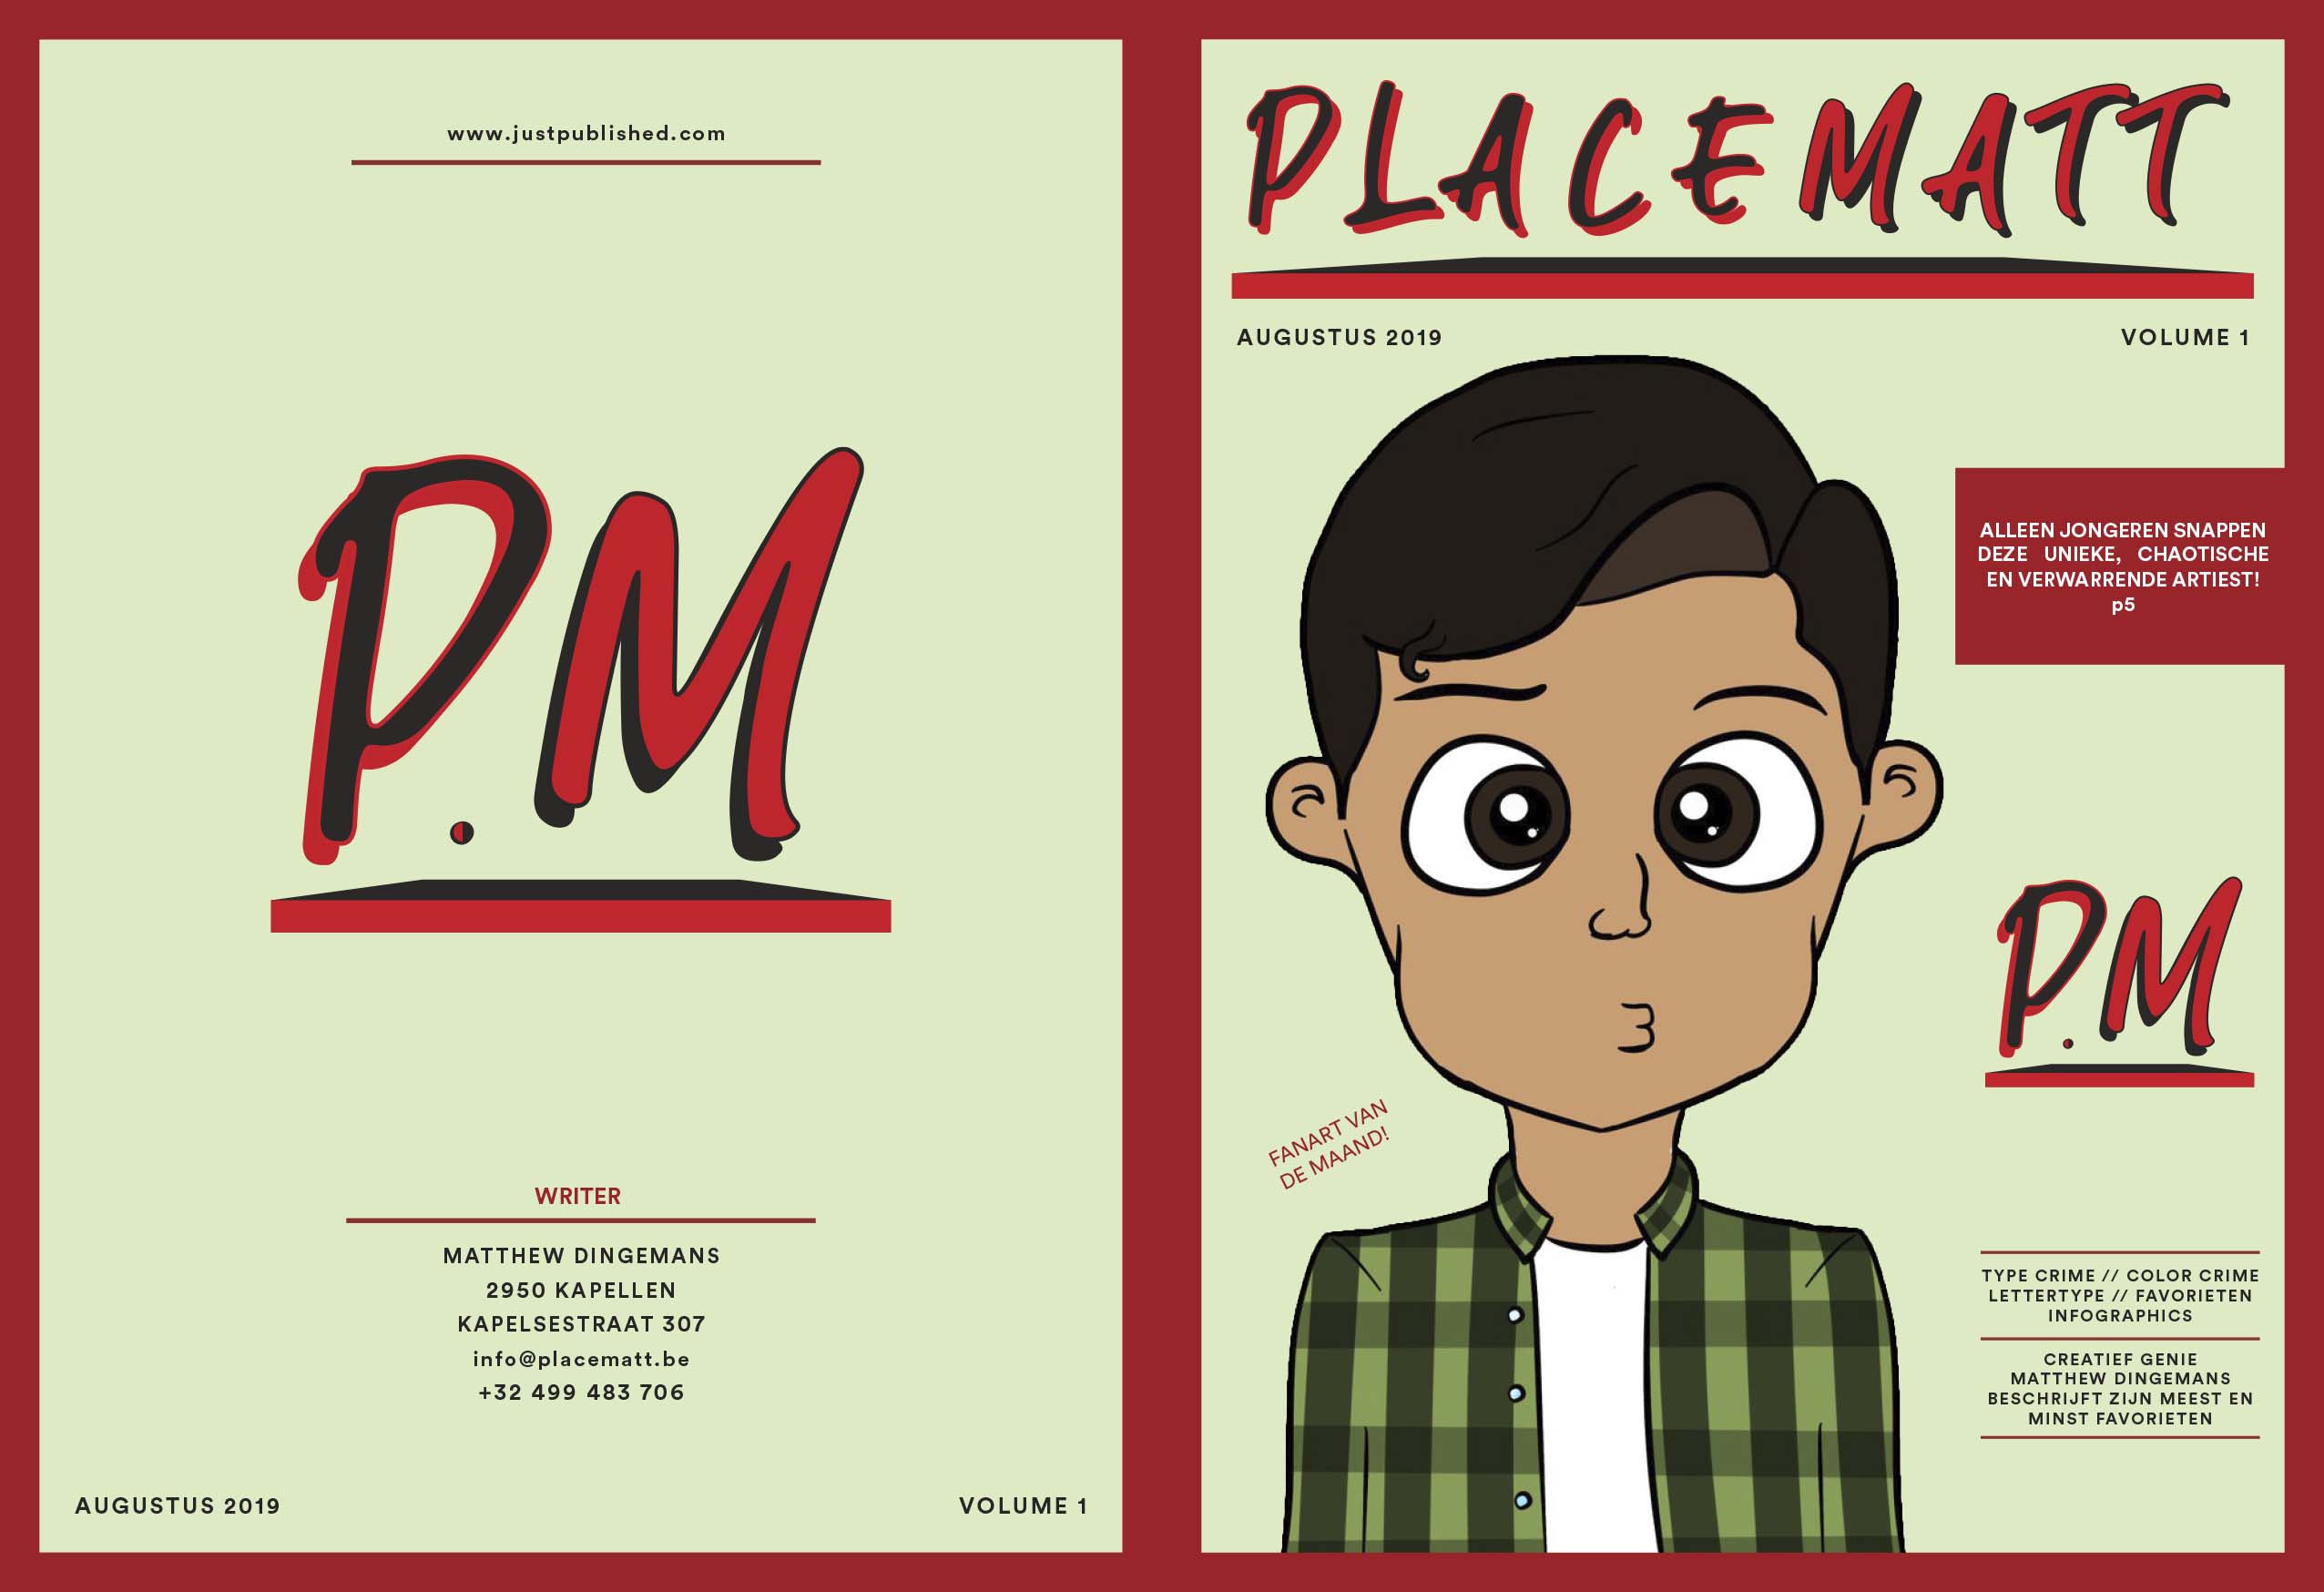 www.justpublished.com
P.M
WRITER
MATTHEW DINGEMANS
2950 KAPELLEN
KAPELSESTRAAT 307
info@placematt.be
+32 499 483 706
AUGUSTUS 2019
VOLUME 1
PLACEMATT
AUGUSTUS 2019
VOLUME 1
ALLEEN JONGEREN SNAPPEN
DEZE UNIEKE, CHAOTISCHE
EN VERWARRENDE ARTIEST!
p5
P.M
FANART VAN
DE MAAND!
TYPE CRIME // COLOR CRIME
LETTERTYPE // FAVORIETEN
INFOGRAPHICS
CREATIEF GENIE
MATTHEW DINGEMANS
BESCHRIJFT ZIJN MEEST EN
MINST FAVORIETEN